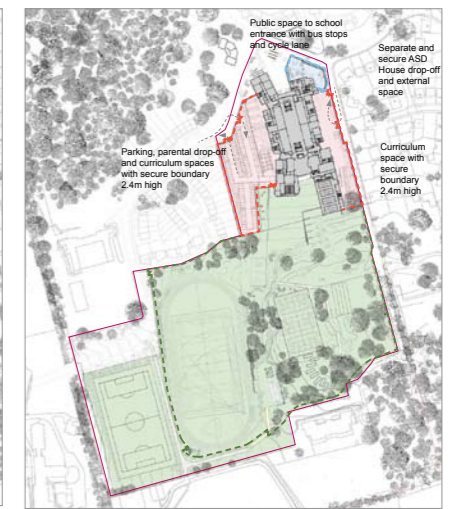 Public space to school
entrance with bus stops
and cycle lane
Separate and
secure ASD
House drop-off
and external
space
Parking, parental drop-off
and curriculum spaces
with secure boundary
2.4m high
Curriculum
space with
secure
boundary
2.4m high